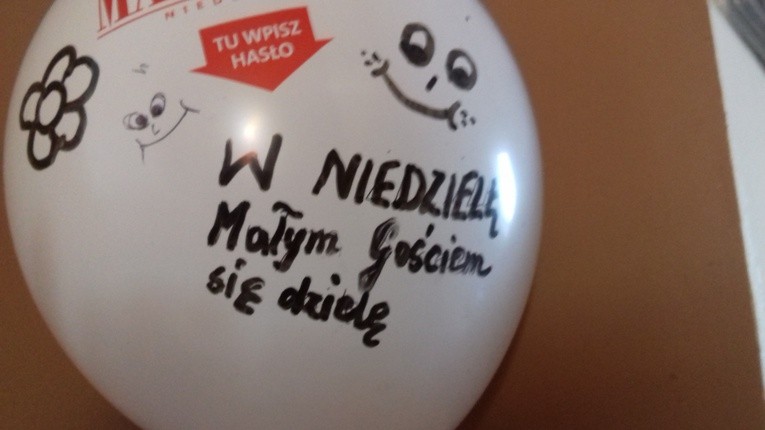 TU WPISZ
HASŁO
W NIEDZIELĘ
Małym Gościem
się dzielę